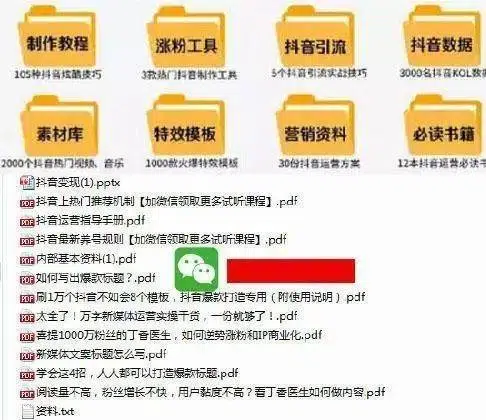 制作教程 涨粉工具 抖音引流 抖音数据
105种抖音炫酷技巧 3款热门抖音制作工具 5个抖音引流实战技巧 3000名抖音KOL数据
素材库 特效模板 营销资料 必读书籍
2000个抖音热门视频、音乐 1000款火爆特效模板 30份抖音运营方案 12本抖音运营必读书
抖音变现(1).pptx
抖音上热门推荐机制【加微信领取更多试听课程】.pdf
抖音运营指导手册.pdf
抖音最新养号规则【加微信领取更多试听课程】.pdf
内部基本资料(1).pdf
如何写出爆款标题？.pdf
刷1万个抖音不如会8个模板，抖音爆款打造专用（附使用说明）.pdf
太全了！万字新媒体运营实操干货，一份就够了！.pdf
喜提1000万粉丝的丁香医生，如何逆势涨粉和IP商业化.pdf
新媒体文案标题怎么写.pdf
学会这4招，人人都可以打造爆款标题.pdf
阅读量不高，粉丝增长不快，用户黏度不高？看丁香医生如何做内容.pdf
资料.txt